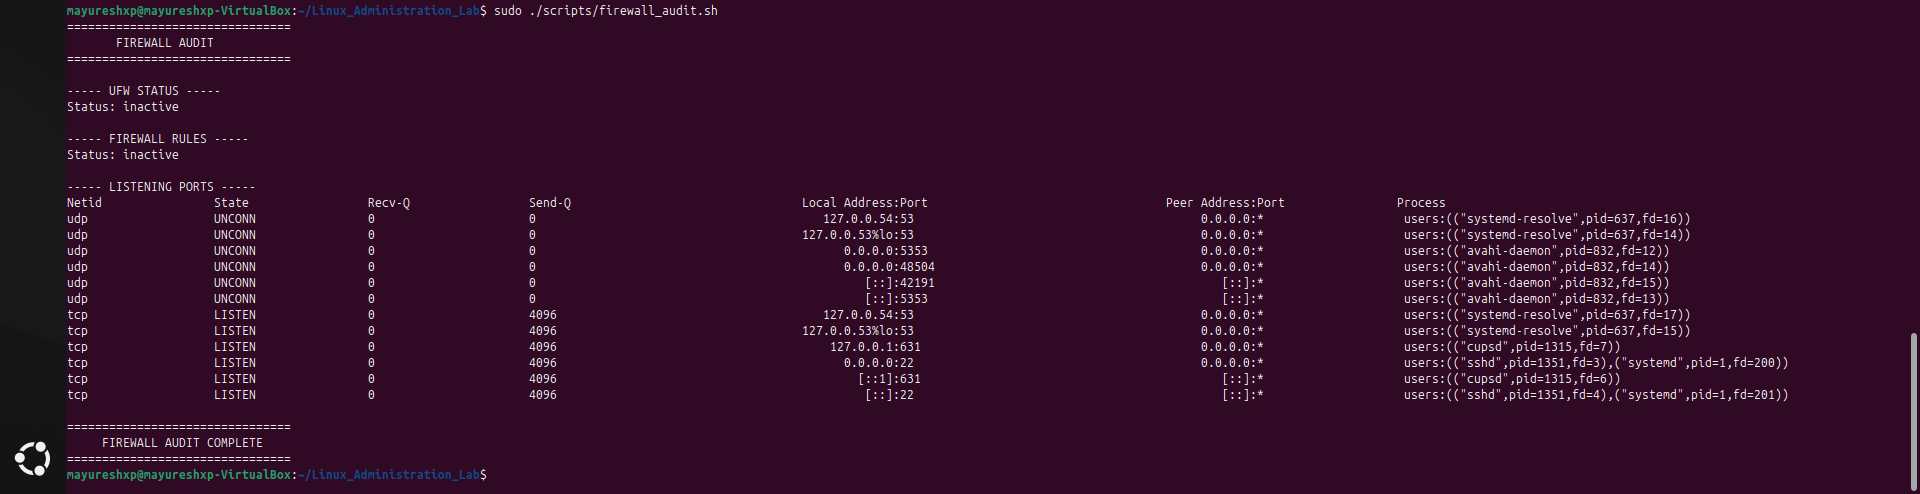 mayureshxp@mayureshxp-VirtualBox:~/Linux_Administration_Lab$ sudo ./scripts/firewall_audit.sh
================================
       FIREWALL AUDIT
================================

----- UFW STATUS -----
Status: inactive

----- FIREWALL RULES -----
Status: inactive

----- LISTENING PORTS -----
Netid State Recv-Q Send-Q Local Address:Port Peer Address:Port Process
udp UNCONN 0 0 127.0.0.54:53 0.0.0.0:* users:(("systemd-resolve",pid=637,fd=16))
udp UNCONN 0 0 127.0.0.53%lo:53 0.0.0.0:* users:(("systemd-resolve",pid=637,fd=14))
udp UNCONN 0 0 0.0.0.0:5353 0.0.0.0:* users:(("avahi-daemon",pid=832,fd=12))
udp UNCONN 0 0 0.0.0.0:48504 0.0.0.0:* users:(("avahi-daemon",pid=832,fd=14))
udp UNCONN 0 0 [::]:42191 [::]:* users:(("avahi-daemon",pid=832,fd=15))
udp UNCONN 0 0 [::]:5353 [::]:* users:(("avahi-daemon",pid=832,fd=13))
tcp LISTEN 0 4096 127.0.0.54:53 0.0.0.0:* users:(("systemd-resolve",pid=637,fd=17))
tcp LISTEN 0 4096 127.0.0.53%lo:53 0.0.0.0:* users:(("systemd-resolve",pid=637,fd=15))
tcp LISTEN 0 4096 127.0.0.1:631 0.0.0.0:* users:(("cupsd",pid=1315,fd=7))
tcp LISTEN 0 4096 0.0.0.0:22 0.0.0.0:* users:(("sshd",pid=1351,fd=3),("systemd",pid=1,fd=200))
tcp LISTEN 0 4096 [::1]:631 [::]:* users:(("cupsd",pid=1315,fd=6))
tcp LISTEN 0 4096 [::]:22 [::]:* users:(("sshd",pid=1351,fd=4),("systemd",pid=1,fd=201))

================================
     FIREWALL AUDIT COMPLETE
================================
mayureshxp@mayureshxp-VirtualBox:~/Linux_Administration_Lab$